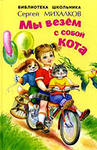 БИБЛИОТЕКА ШКОЛЬНИКА
Сергей МИХАЛКОВ
Мы везём
с собой
кота